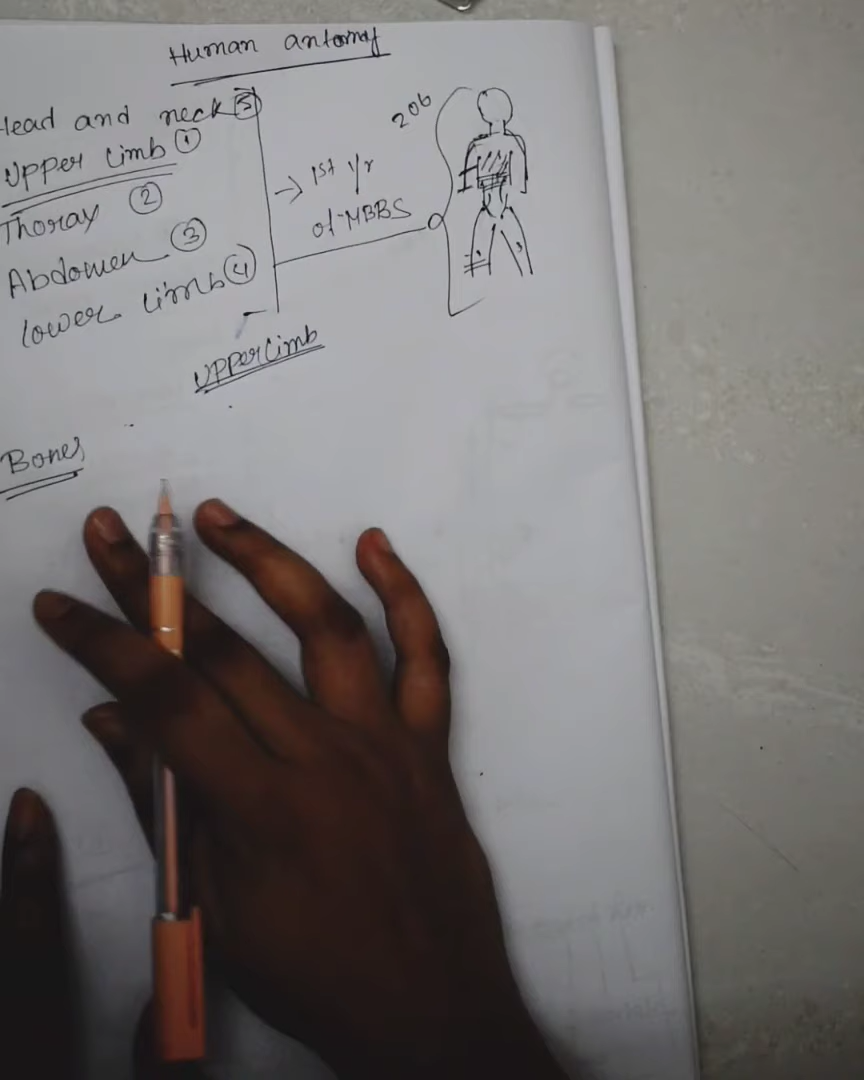 Human antomy
Head and neck 5
Upper limb 1
Thorax 2
Abdomen 3
lower limb 4
1st Yr
of MBBS
206
Upper limb
Bones